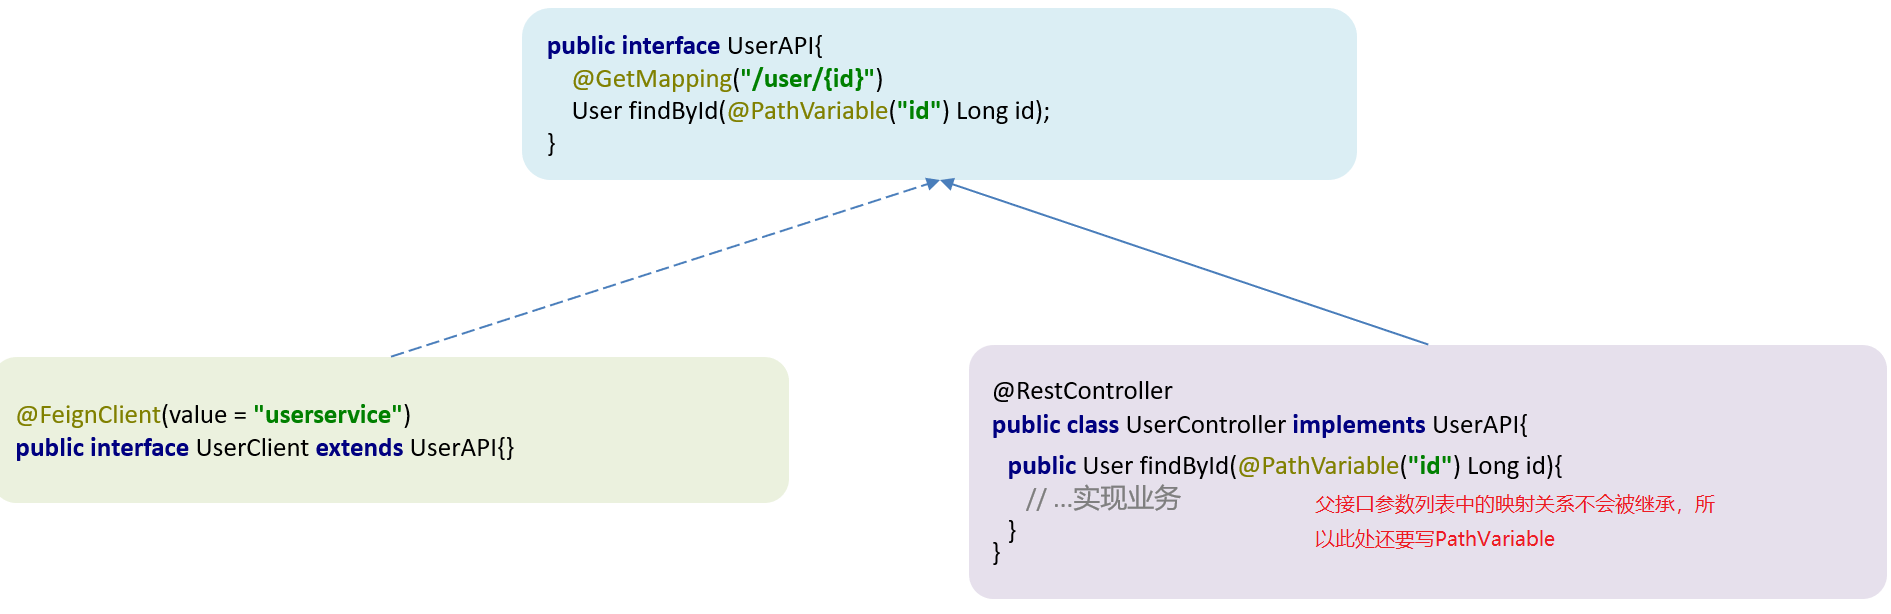 public interface UserAPI{
@GetMapping("/user/{id}")
User findById(@PathVariable("id") Long id);
}
@FeignClient(value = "userservice")
public interface UserClient extends UserAPI{}
@RestController
public class UserController implements UserAPI{
public User findById(@PathVariable("id") Long id){
// ...实现业务
}
}
父接口参数列表中的映射关系不会被继承，所
以此处还要写PathVariable